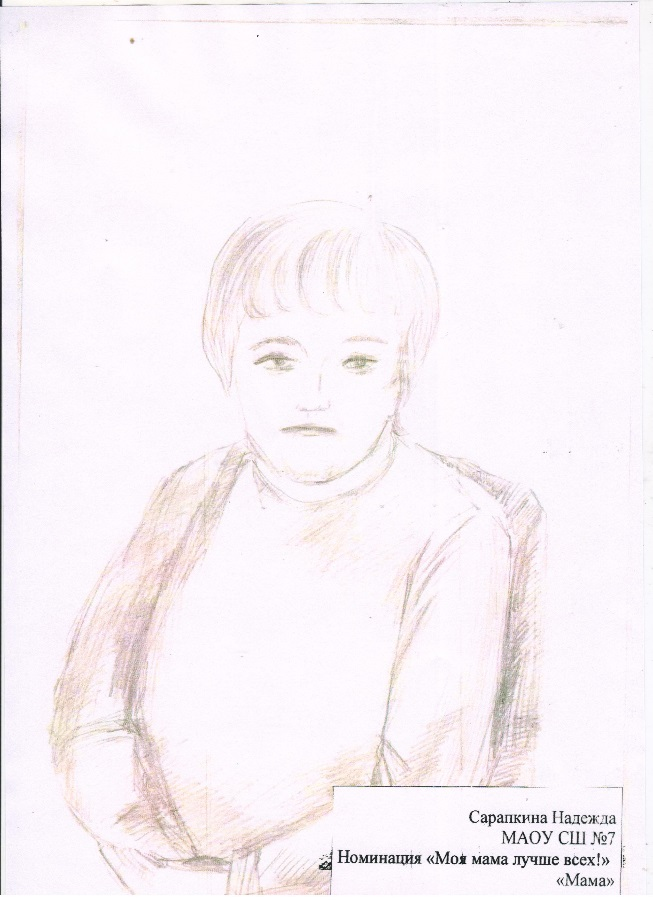 Сарапкина Надежда
МАОУ СШ №7
Номинация «Моя мама лучше всех!»
«Мама»